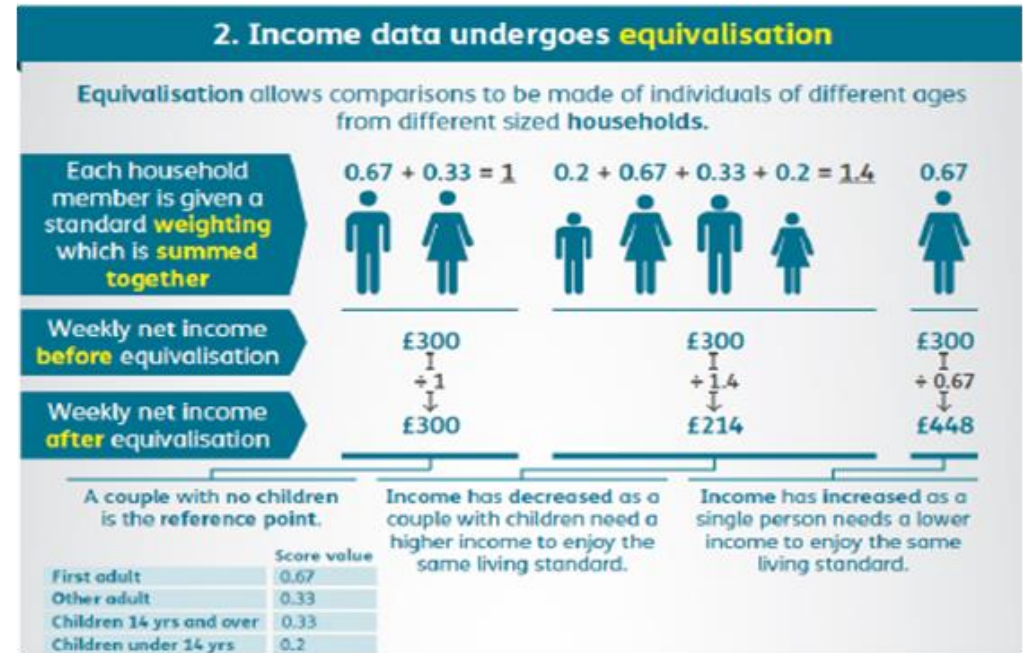 2. Income data undergoes equivalisation
Equivalisation allows comparisons to be made of individuals of different ages
from different sized households.
Each household
member is given a
standard weighting
which is summed
together
0.67 + 0.33 = 1
0.2 + 0.67 + 0.33 + 0.2 = 1.4
0.67
Weekly net income
before equivalisation
£300
£300
£300
÷ 1
÷ 1.4
÷ 0.67
Weekly net income
after equivalisation
£300
£214
£448
A couple with no children
is the reference point.
Income has decreased as a
couple with children need a
higher income to enjoy the
same living standard.
Income has increased as a
single person needs a lower
income to enjoy the same
living standard.
Score value
First adult 0.67
Other adult 0.33
Children 14 yrs and over 0.33
Children under 14 yrs 0.2